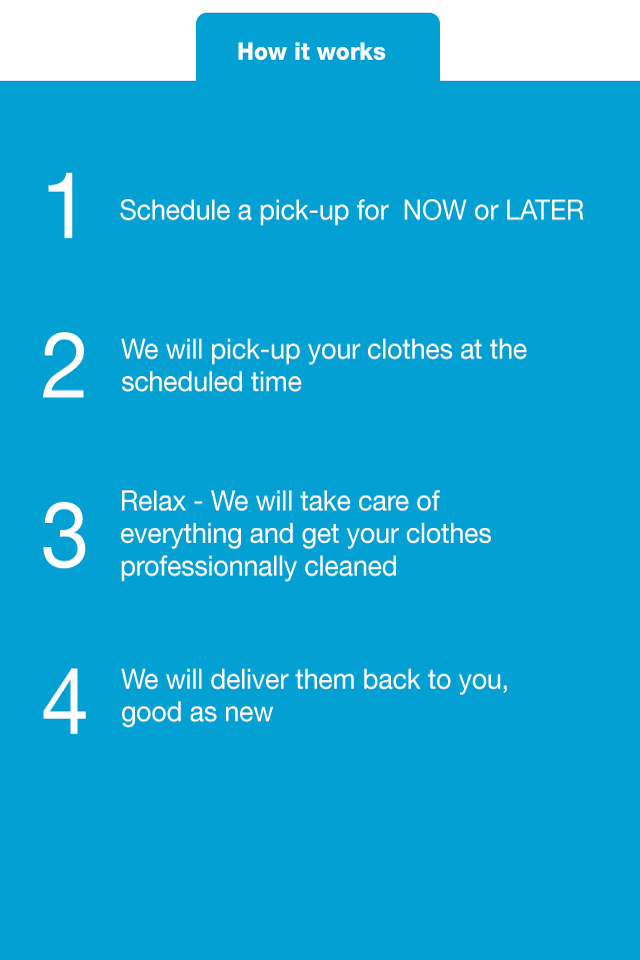 How it works
1
Schedule a pick-up for  NOW or LATER
2
We will pick-up your clothes at the
scheduled time
3
Relax - We will take care of
everything and get your clothes
professionnally cleaned
4
We will deliver them back to you,
good as new